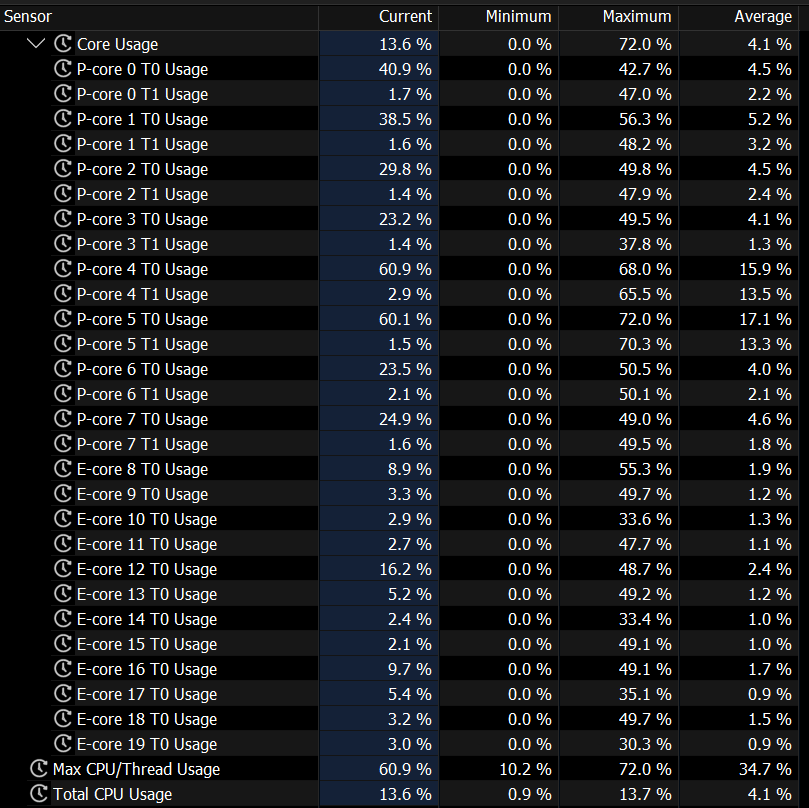 Sensor Current Minimum Maximum Average
Core Usage 13.6 % 0.0 % 72.0 % 4.1 %
P-core 0 T0 Usage 40.9 % 0.0 % 42.7 % 4.5 %
P-core 0 T1 Usage 1.7 % 0.0 % 47.0 % 2.2 %
P-core 1 T0 Usage 38.5 % 0.0 % 56.3 % 5.2 %
P-core 1 T1 Usage 1.6 % 0.0 % 48.2 % 3.2 %
P-core 2 T0 Usage 29.8 % 0.0 % 49.8 % 4.5 %
P-core 2 T1 Usage 1.4 % 0.0 % 47.9 % 2.4 %
P-core 3 T0 Usage 23.2 % 0.0 % 49.5 % 4.1 %
P-core 3 T1 Usage 1.4 % 0.0 % 37.8 % 1.3 %
P-core 4 T0 Usage 60.9 % 0.0 % 68.0 % 15.9 %
P-core 4 T1 Usage 2.9 % 0.0 % 65.5 % 13.5 %
P-core 5 T0 Usage 60.1 % 0.0 % 72.0 % 17.1 %
P-core 5 T1 Usage 1.5 % 0.0 % 70.3 % 13.3 %
P-core 6 T0 Usage 23.5 % 0.0 % 50.5 % 4.0 %
P-core 6 T1 Usage 2.1 % 0.0 % 50.1 % 2.1 %
P-core 7 T0 Usage 24.9 % 0.0 % 49.0 % 4.6 %
P-core 7 T1 Usage 1.6 % 0.0 % 49.5 % 1.8 %
E-core 8 T0 Usage 8.9 % 0.0 % 55.3 % 1.9 %
E-core 9 T0 Usage 3.3 % 0.0 % 49.7 % 1.2 %
E-core 10 T0 Usage 2.9 % 0.0 % 33.6 % 1.3 %
E-core 11 T0 Usage 2.7 % 0.0 % 47.7 % 1.1 %
E-core 12 T0 Usage 16.2 % 0.0 % 48.7 % 2.4 %
E-core 13 T0 Usage 5.2 % 0.0 % 49.2 % 1.2 %
E-core 14 T0 Usage 2.4 % 0.0 % 33.4 % 1.0 %
E-core 15 T0 Usage 2.1 % 0.0 % 49.1 % 1.0 %
E-core 16 T0 Usage 9.7 % 0.0 % 49.1 % 1.7 %
E-core 17 T0 Usage 5.4 % 0.0 % 35.1 % 0.9 %
E-core 18 T0 Usage 3.2 % 0.0 % 49.7 % 1.5 %
E-core 19 T0 Usage 3.0 % 0.0 % 30.3 % 0.9 %
Max CPU/Thread Usage 60.9 % 10.2 % 72.0 % 34.7 %
Total CPU Usage 13.6 % 0.9 % 13.7 % 4.1 %